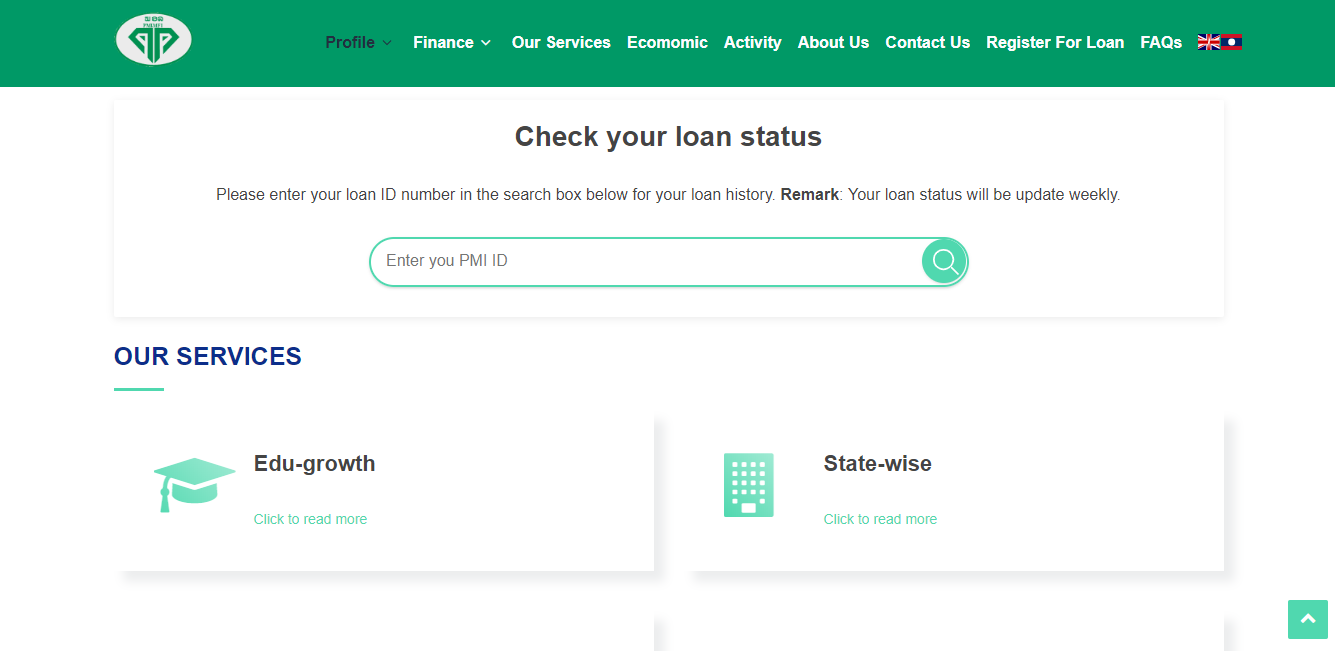 Profile Finance Our Services Ecomomic Activity About Us Contact Us Register For Loan FAQs
Check your loan status
Please enter your loan ID number in the search box below for your loan history. Remark: Your loan status will be update weekly.
Enter you PMI ID
OUR SERVICES
Edu-growth
Click to read more
State-wise
Click to read more